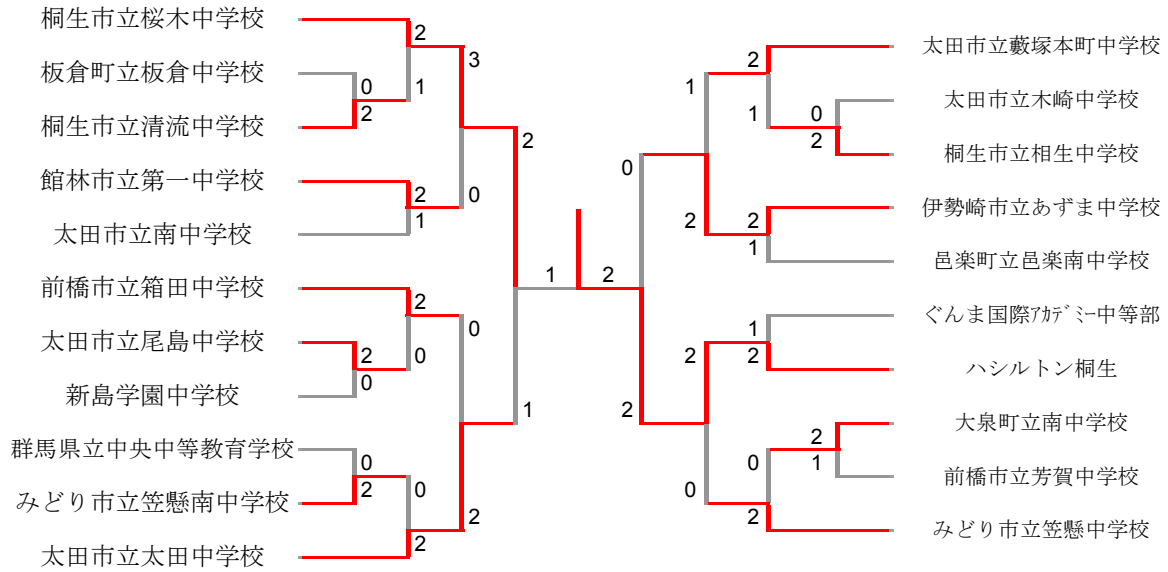 桐生市立桜木中学校
板倉町立板倉中学校
桐生市立清流中学校
館林市立第一中学校
太田市立南中学校
前橋市立箱田中学校
太田市立尾島中学校
新島学園中学校
群馬県立中央中等教育学校
みどり市立笠懸南中学校
太田市立太田中学校
2
0
2
1
3
2
1
0
2
2
0
2
0
0
0
2
0
2
2
1
1
2
0
2
1
2
2
0
2
1
0
2
2
1
1
2
2
1
0
2
太田市立藪塚本町中学校
太田市立木崎中学校
桐生市立相生中学校
伊勢崎市立あずま中学校
邑楽町立邑楽南中学校
ぐんま国際ｱｶﾃﾞﾐｰ中等部
ハシルトン桐生
大泉町立南中学校
前橋市立芳賀中学校
みどり市立笠懸中学校